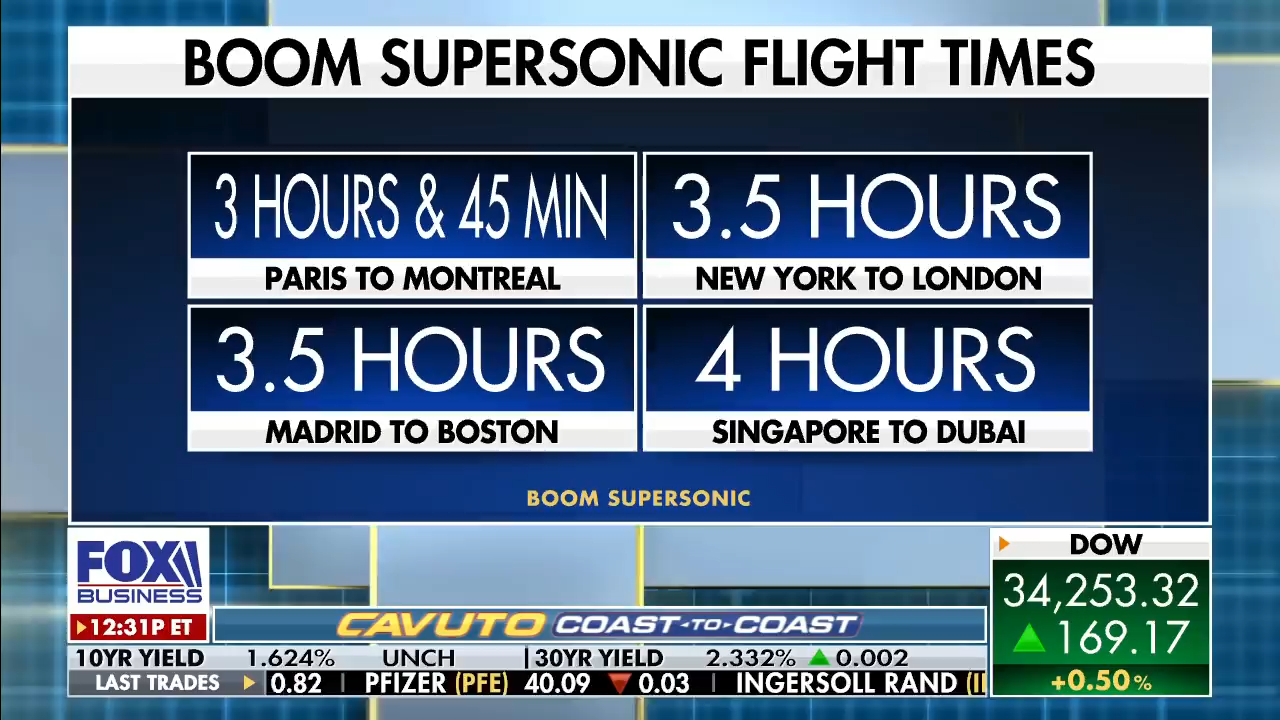 BOOM SUPERSONIC FLIGHT TIMES
3 HOURS & 45 MIN
PARIS TO MONTREAL
3.5 HOURS
NEW YORK TO LONDON
3.5 HOURS
MADRID TO BOSTON
4 HOURS
SINGAPORE TO DUBAI
BOOM SUPERSONIC
FOX
BUSINESS
12:31P ET
CAVUTO COAST-TO-COAST
DOW
34,253.32
169.17
+0.50%
10YR YIELD 1.624% UNCH 30YR YIELD 2.332% 0.002
LAST TRADES 0.82 PFIZER (PFE) 40.09 0.03 INGERSOLL RAND (I